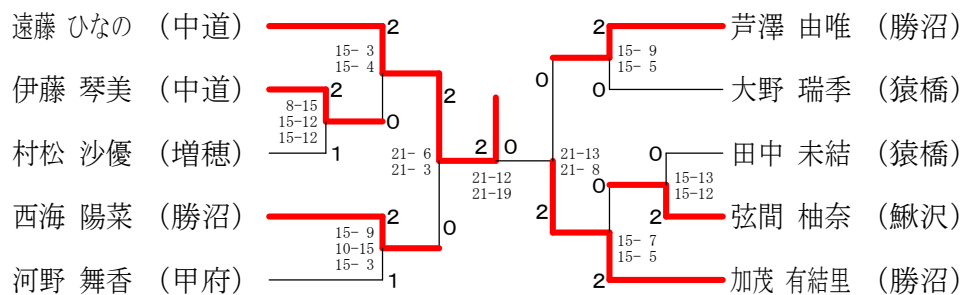 遠藤 ひなの （中道） 2 2 芦澤 由唯 （勝沼）
15- 3 15- 9
15- 4 15- 5
伊藤 琴美 （中道） 2 2 0 0 大野 瑞季 （猿橋）
8-15
15-12 0
15-12
村松 沙優 （増穂） 1 21- 6 2 0 21-13 0 田中 未結 （猿橋）
21- 3 21- 8 15-13
21-12 0 15-12
21-19
西海 陽菜 （勝沼） 2 0 2 2 弦間 柚奈 （鰍沢）
15- 9 15- 7
10-15 15- 5
15- 3
河野 舞香 （甲府） 1 2 加茂 有結里 （勝沼）